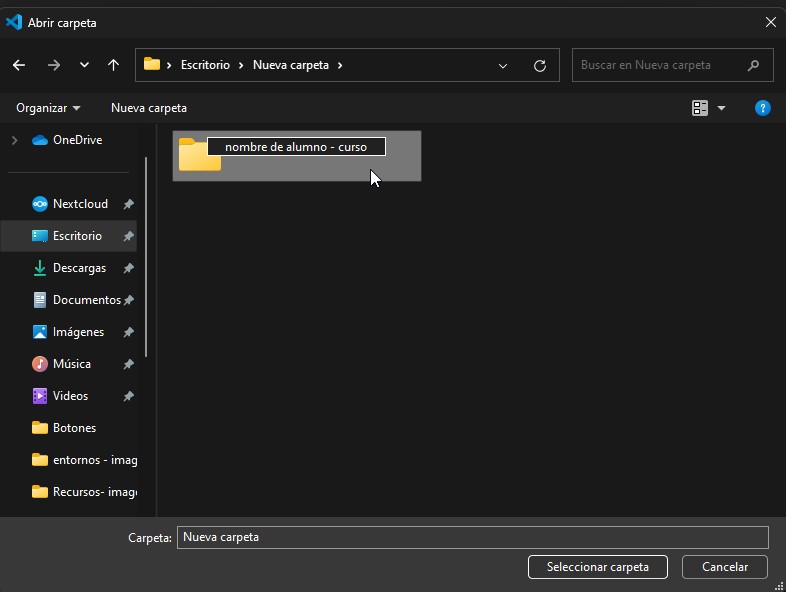 Abrir carpeta
Escritorio Nueva carpeta
Buscar en Nueva carpeta
Organizar Nueva carpeta
?
OneDrive
nombre de alumno - curso
Nextcloud
Escritorio
Descargas
Documentos
Imágenes
Música
Videos
Botones
entornos - imag
Recursos- imag
Carpeta: Nueva carpeta
Seleccionar carpeta Cancelar